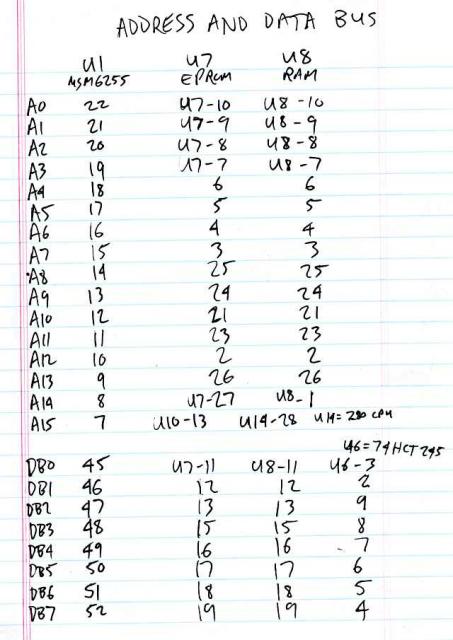 ADDRESS AND DATA BUS
U1 U7 U8
MSM6255 EPROM RAM
A0 22 U7-10 U8-10
A1 21 U7-9 U8-9
A2 20 U7-8 U8-8
A3 19 U7-7 U8-7
A4 18 6 6
A5 17 5 5
A6 16 4 4
A7 15 3 3
A8 14 25 25
A9 13 24 24
A10 12 21 21
A11 11 23 23
A12 10 2 2
A13 9 26 26
A14 8 U7-27 U8-1
A15 7 U10-13 U14-28 U14=Z80 CPU
U6=74HCT245
DB0 45 U7-11 U8-11 U6-3
DB1 46 12 12 2
DB2 47 13 13 9
DB3 48 15 15 8
DB4 49 16 16 7
DB5 50 17 17 6
DB6 51 18 18 5
DB7 52 19 19 4